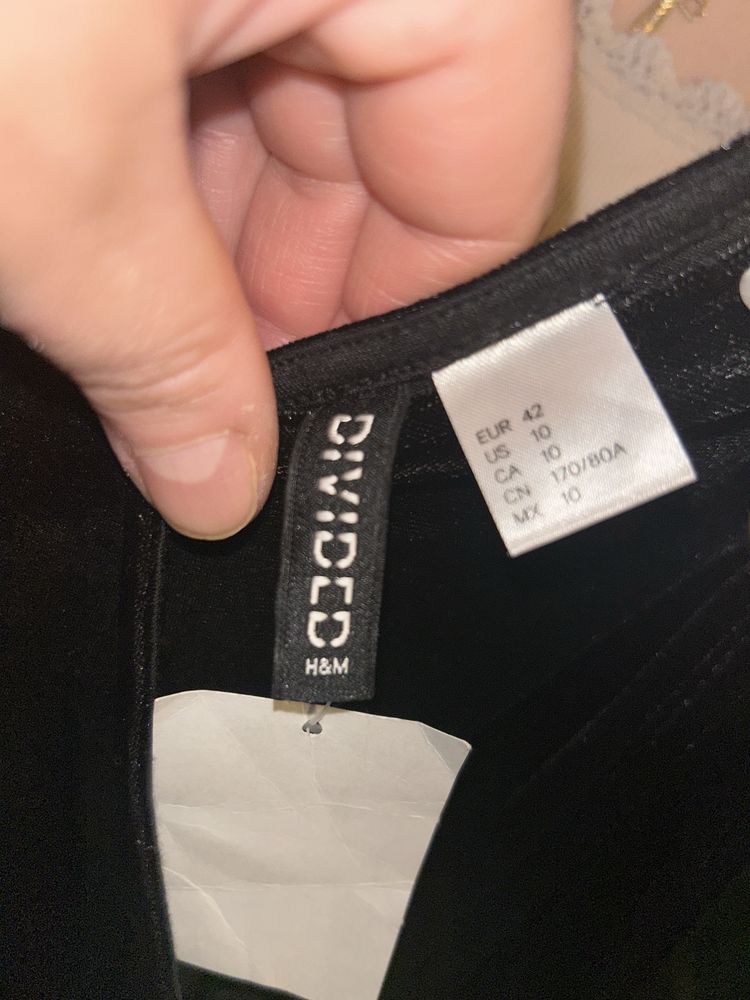 DIVIDED
H&M
EUR 42
US 10
CA 10
CN 170/80A
MX 10